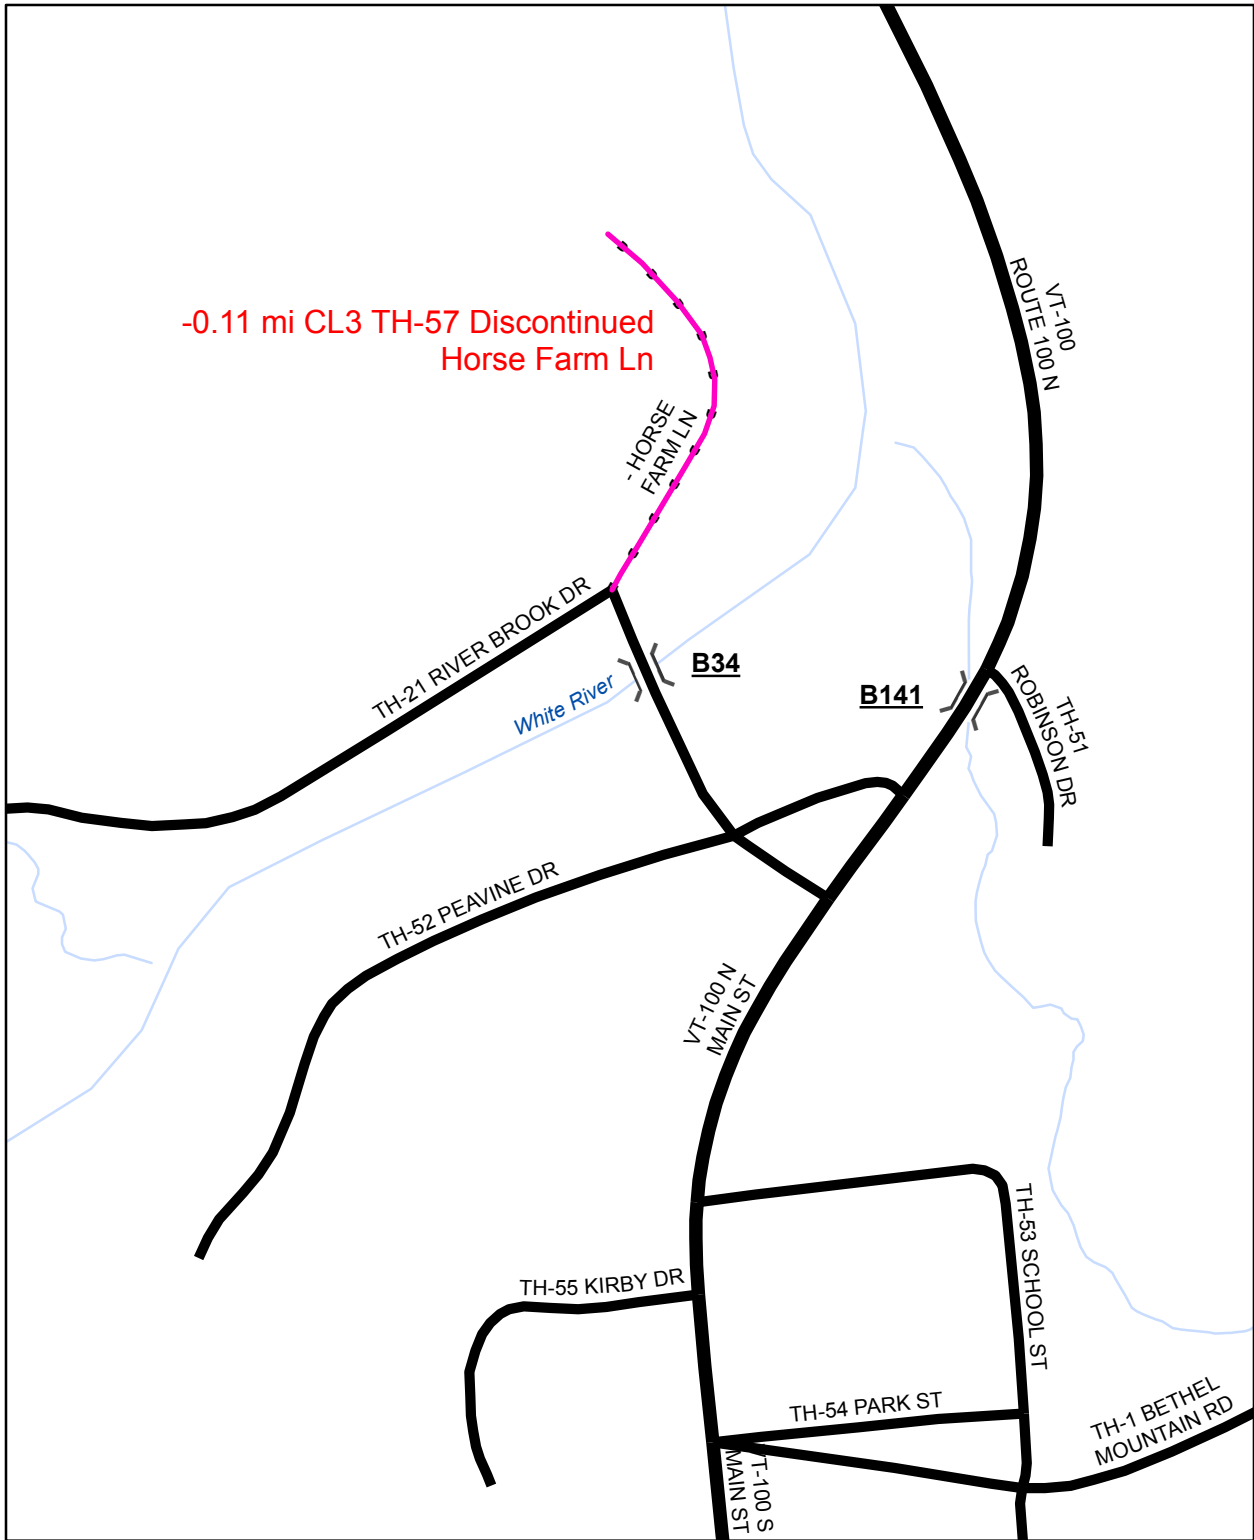 VT-100
ROUTE 100 N
-0.11 mi CL3 TH-57 Discontinued
Horse Farm Ln
- HORSE
FARM LN
TH-21 RIVER BROOK DR
White River
B34
B141
TH-51
ROBINSON DR
TH-52 PEAVINE DR
VT-100 N
MAIN ST
TH-53 SCHOOL ST
TH-55 KIRBY DR
TH-54 PARK ST
TH-1 BETHEL
MOUNTAIN RD
VT-100 S
MAIN ST